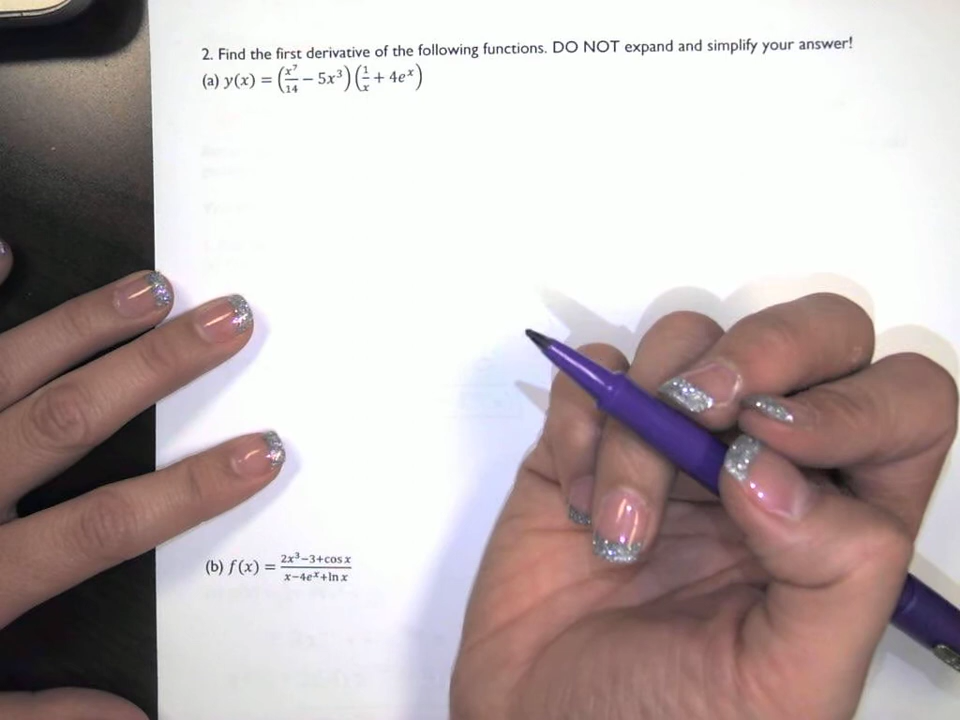 2. Find the first derivative of the following functions. DO NOT expand and simplify your answer!
(a) y(x) = (x⁷/14 − 5x³)(1/x + 4eˣ)
(b) f(x) = (2x³−3+cos x)/(x−4eˣ+ln x)